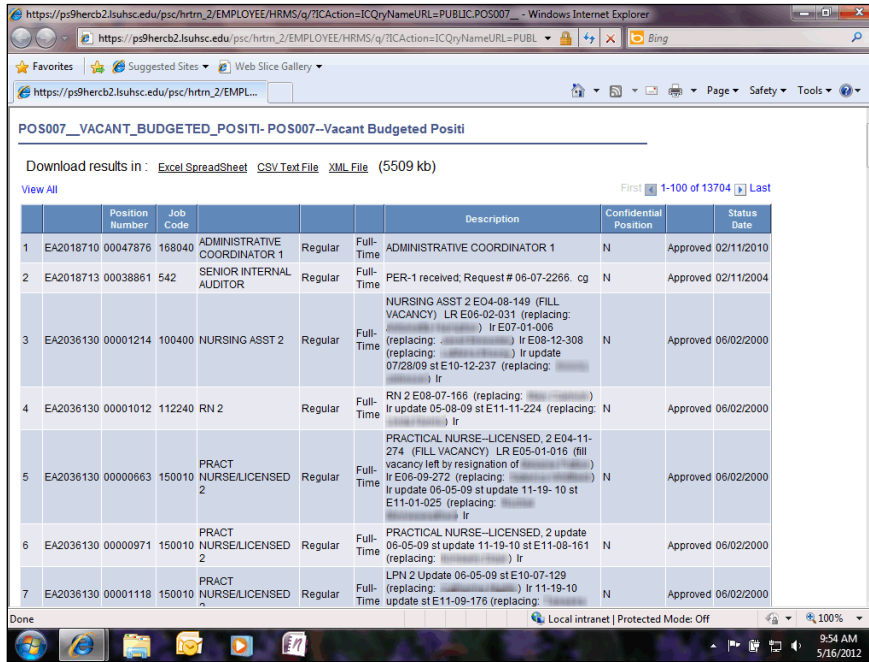 https://ps9hercb2.lsuhsc.edu/psc/hrtrn_2/EMPLOYEE/HRMS/q/?ICAction=ICQryNameURL=PUBLIC.POS007__ - Windows Internet Explorer
https://ps9hercb2.lsuhsc.edu/psc/hrtrn_2/EMPLOYEE/HRMS/q/?ICAction=ICQryNameURL=PUBL
Bing
Favorites Suggested Sites Web Slice Gallery
https://ps9hercb2.lsuhsc.edu/psc/hrtrn_2/EMPL...
Page Safety Tools
POS007__VACANT_BUDGETED_POSITI- POS007--Vacant Budgeted Positi
Download results in : Excel SpreadSheet CSV Text File XML File (5509 kb)
View All First 1-100 of 13704 Last
Position Number Job Code Description Confidential Position Status Date
1 EA2018710 00047876 168040 ADMINISTRATIVE COORDINATOR 1 Regular Full-Time ADMINISTRATIVE COORDINATOR 1 N Approved 02/11/2010
2 EA2018713 00038861 542 SENIOR INTERNAL AUDITOR Regular Full-Time PER-1 received; Request # 06-07-2266. cg N Approved 02/11/2004
3 EA2036130 00001214 100400 NURSING ASST 2 Regular Full-Time
NURSING ASST 2 EO4-08-149 (FILL
VACANCY) LR E06-02-031 (replacing:
) lr E07-01-006
(replacing: ) lr E08-12-308
(replacing: ) lr update
07/28/09 st E10-12-237 (replacing:
) lr
N Approved 06/02/2000
4 EA2036130 00001012 112240 RN 2 Regular Full-Time
RN 2 E08-07-166 (replacing: )
lr update 05-08-09 st E11-11-224 (replacing:
) lr
N Approved 06/02/2000
5 EA2036130 00000663 150010 PRACT NURSE/LICENSED 2 Regular Full-Time
PRACTICAL NURSE--LICENSED, 2 E04-11-
274 (FILL VACANCY) LR E05-01-016 (fill
vacancy left by resignation of )
lr E06-09-272 (replacing: )
lr update 06-05-09 st update 11-19- 10 st
E11-01-025 (replacing:
) lr
N Approved 06/02/2000
6 EA2036130 00000971 150010 PRACT NURSE/LICENSED 2 Regular Full-Time
PRACTICAL NURSE--LICENSED, 2 update
06-05-09 st update 11-19-10 st E11-08-161
(replacing: ) lr
N Approved 06/02/2000
7 EA2036130 00001118 150010 PRACT NURSE/LICENSED Regular Full-Time
LPN 2 Update 06-05-09 st E10-07-129
(replacing: ) lr 11-19-10
update st E11-09-176 (replacing:
N Approved 06/02/2000
Done Local intranet | Protected Mode: Off 100%
9:54 AM
5/16/2012